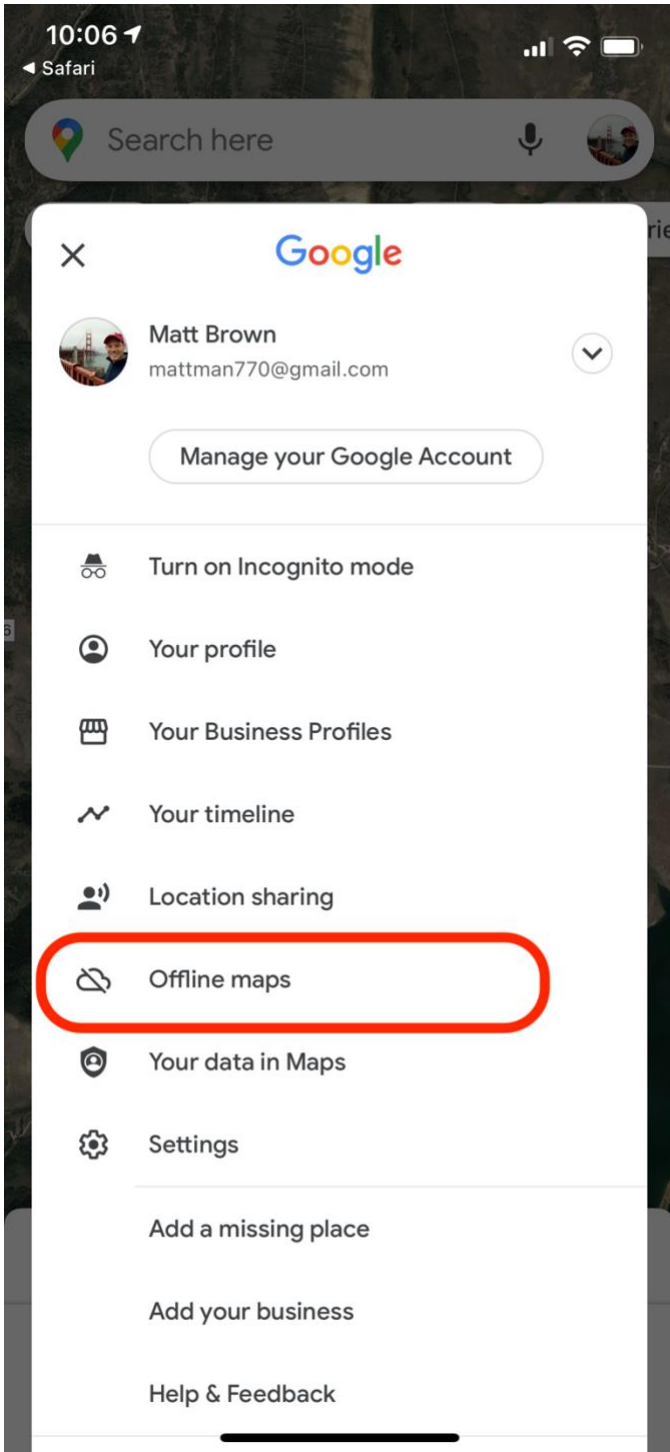 10:06
Safari
Search here
rie
Google
Matt Brown
mattman770@gmail.com
Manage your Google Account
Turn on Incognito mode
6
Your profile
Your Business Profiles
Your timeline
Location sharing
Offline maps
Your data in Maps
Settings
Add a missing place
Add your business
Help & Feedback